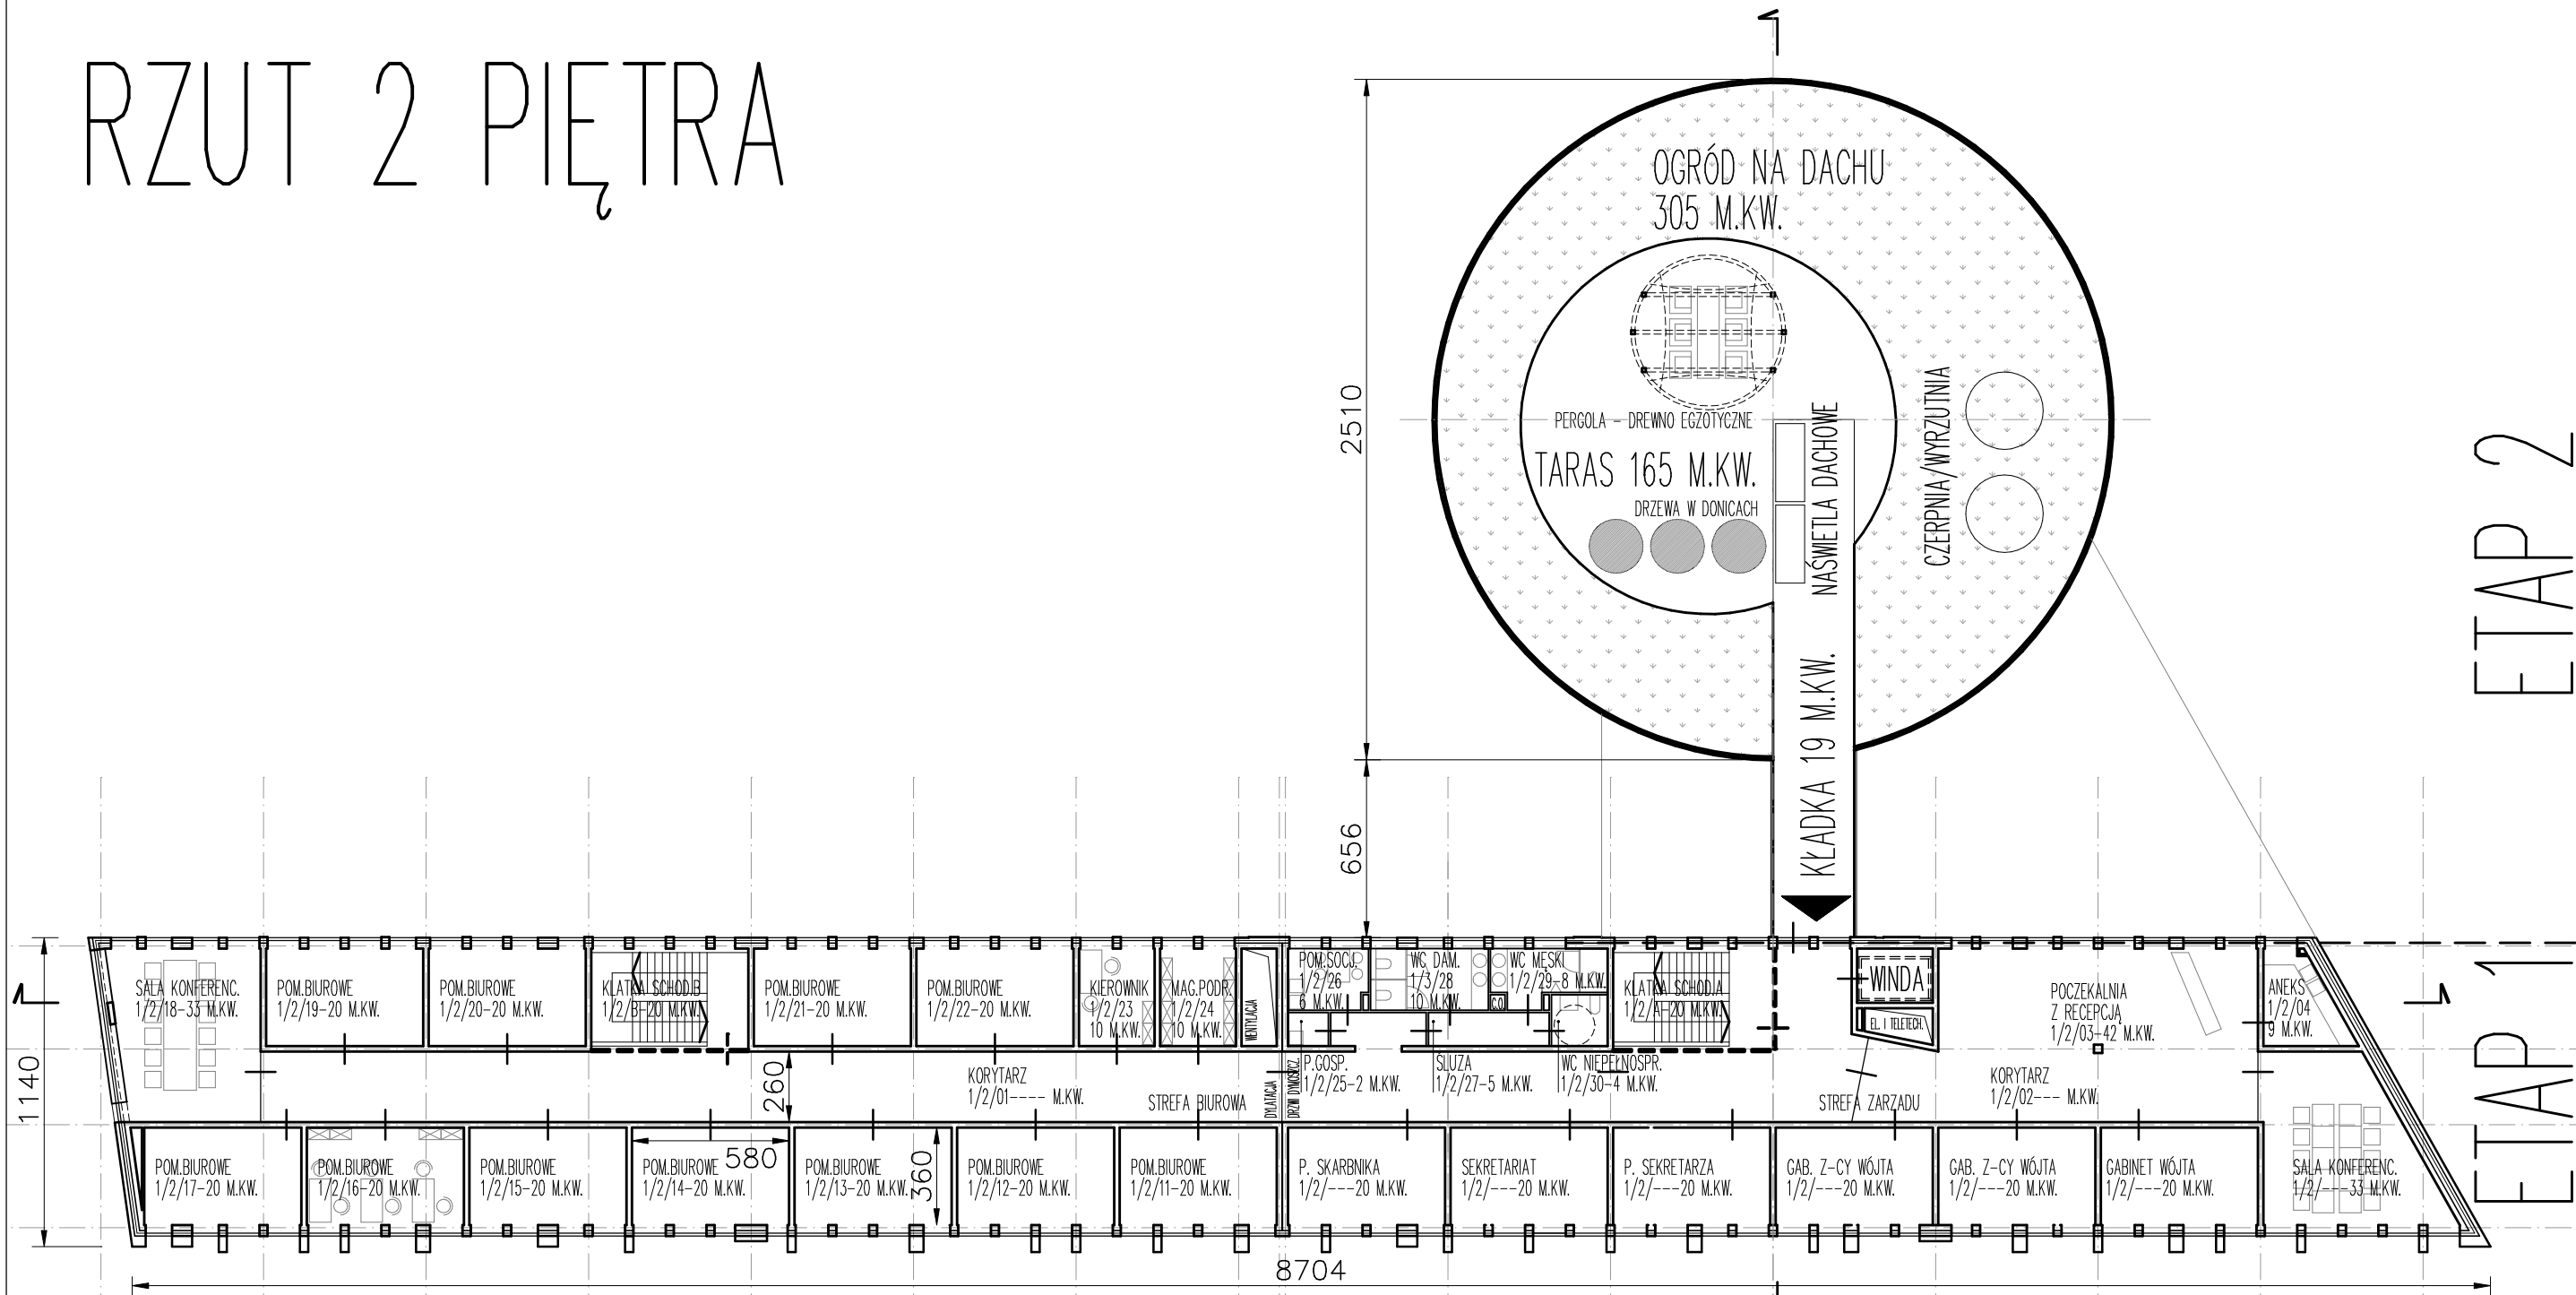 RZUT 2 PIĘTRA
1
OGRÓD NA DACHU
305 M.KW.
2510
PERGOLA - DREWNO EGZOTYCZNE
TARAS 165 M.KW.
DRZEWA W DONICACH
NAŚWIETLA DACHOWE
CZERPNIA/WYRZUTNIA
KŁADKA 19 M.KW.
656
ETAP 2
ETAP 1
1140
SALA KONFERENC.
1/2/18-33 M.KW.
POM.BIUROWE
1/2/19-20 M.KW.
POM.BIUROWE
1/2/20-20 M.KW.
KLATKA SCHOD.B
1/2/B-20 M.KW.
POM.BIUROWE
1/2/21-20 M.KW.
POM.BIUROWE
1/2/22-20 M.KW.
KIEROWNIK
1/2/23
10 M.KW.
MAG.PODR.
1/2/24
10 M.KW.
WENTYLACJA
POM.SOCJ.
1/2/26
6 M.KW.
WC DAM.
1/3/28
10 M.KW.
C.O.
WC MĘSKI
1/2/29-8 M.KW.
KLATKA SCHOD.A
1/2/A-20 M.KW.
WINDA
EL. I TELETECH.
POCZEKALNIA
Z RECEPCJĄ
1/2/03-42 M.KW.
ANEKS
1/2/04
9 M.KW.
1
1
260
KORYTARZ
1/2/01---- M.KW.
STREFA BIUROWA
DYLATACJA
DRZWI DYMOSZCZ.
P.GOSP.
1/2/25-2 M.KW.
ŚLUZA
1/2/27-5 M.KW.
WC NIEPEŁNOSPR.
1/2/30-4 M.KW.
STREFA ZARZĄDU
KORYTARZ
1/2/02--- M.KW.
POM.BIUROWE
1/2/17-20 M.KW.
POM.BIUROWE
1/2/16-20 M.KW.
POM.BIUROWE
1/2/15-20 M.KW.
POM.BIUROWE
1/2/14-20 M.KW.
580
POM.BIUROWE
1/2/13-20 M.KW.
360
POM.BIUROWE
1/2/12-20 M.KW.
POM.BIUROWE
1/2/11-20 M.KW.
P. SKARBNIKA
1/2/---20 M.KW.
SEKRETARIAT
1/2/---20 M.KW.
P. SEKRETARZA
1/2/---20 M.KW.
GAB. Z-CY WÓJTA
1/2/---20 M.KW.
GAB. Z-CY WÓJTA
1/2/---20 M.KW.
GABINET WÓJTA
1/2/---20 M.KW.
SALA KONFERENC.
1/2/---33 M.KW.
8704